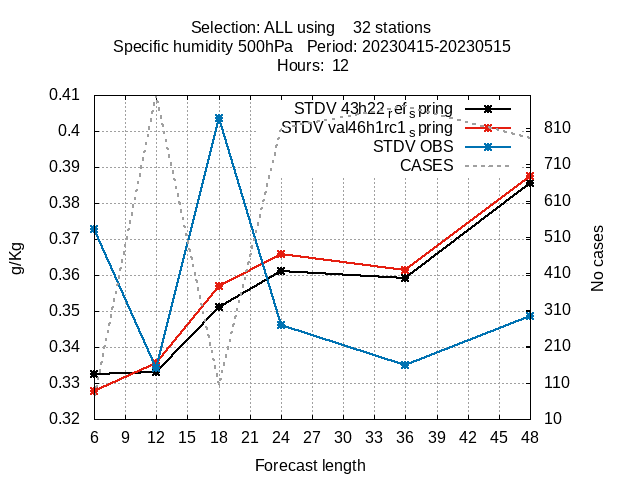 Selection: ALL using 32 stations
Specific humidity 500hPa Period: 20230415-20230515
Hours: 12
STDV 43h22refspring
STDV val46h1rc1spring
STDV OBS
CASES
g/Kg
0.41
0.4
0.39
0.38
0.37
0.36
0.35
0.34
0.33
0.32
810
710
610
510
410
310
210
110
10
No cases
6 9 12 15 18 21 24 27 30 33 36 39 42 45 48
Forecast length